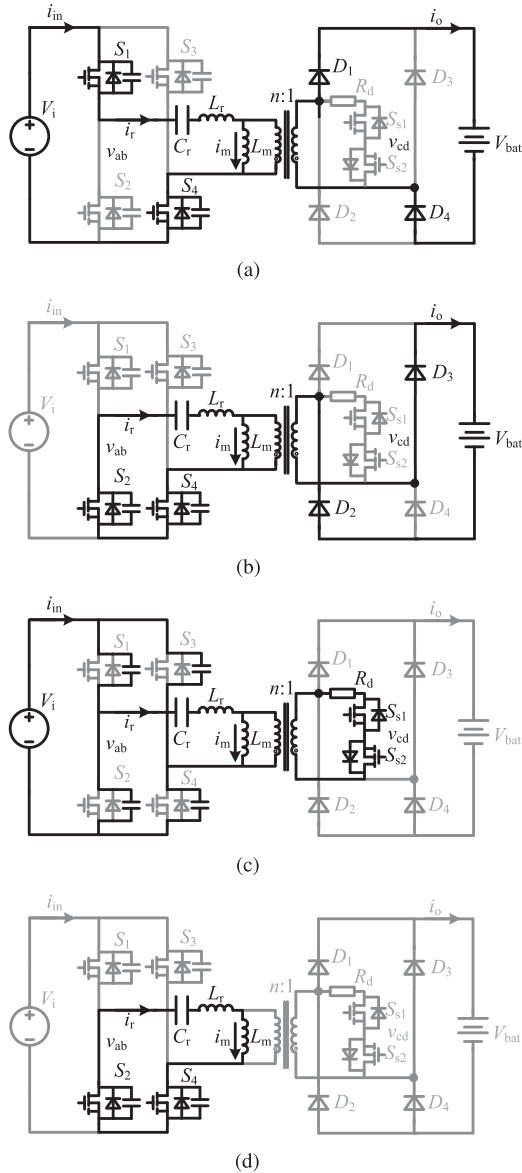 i_in S_1 S_3 i_o
D_1 D_3
V_i i_r C_r L_r n:1 R_d S_s1 V_bat
v_ab i_m L_m v_cd S_s2
S_2 S_4 D_2 D_4
(a)
i_in S_1 S_3 i_o
D_1 D_3
V_i i_r C_r L_r n:1 R_d S_s1 V_bat
v_ab i_m L_m v_cd S_s2
S_2 S_4 D_2 D_4
(b)
i_in S_1 S_3 i_o
D_1 D_3
V_i i_r C_r L_r n:1 R_d S_s1 V_bat
v_ab i_m L_m v_cd S_s2
S_2 S_4 D_2 D_4
(c)
i_in S_1 S_3 i_o
D_1 D_3
V_i i_r C_r L_r n:1 R_d S_s1 V_bat
v_ab i_m L_m v_cd S_s2
S_2 S_4 D_2 D_4
(d)